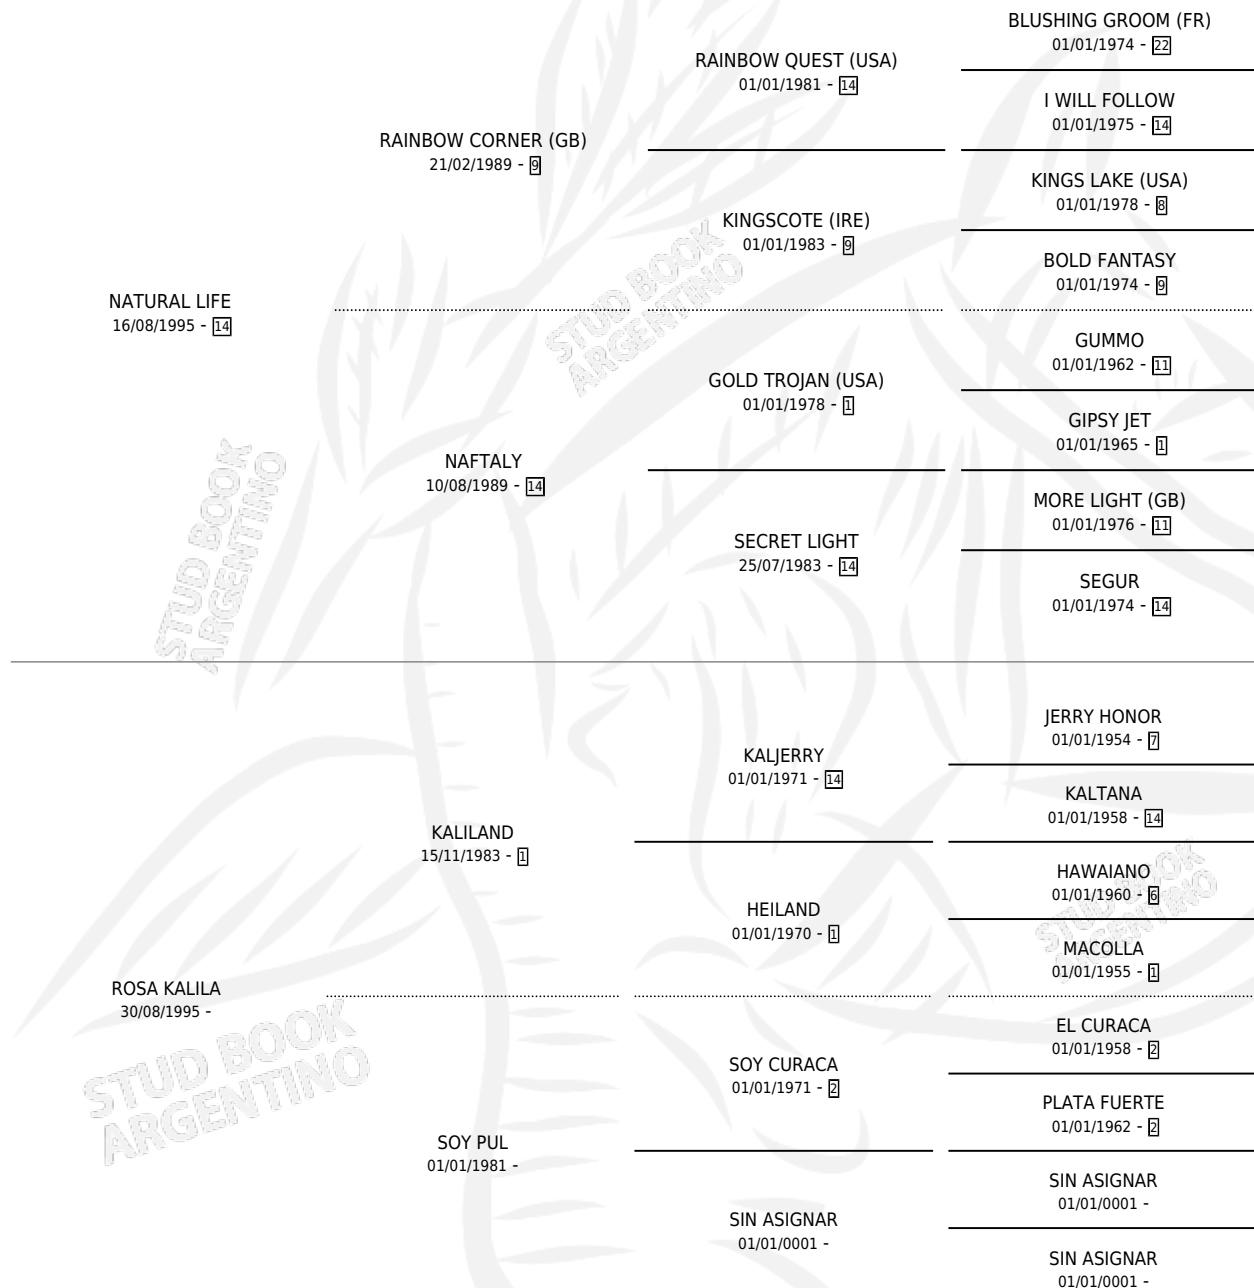 BLUSHING GROOM (FR)
01/01/1974 - 22
RAINBOW QUEST (USA)
01/01/1981 - 14
I WILL FOLLOW
01/01/1975 - 14
RAINBOW CORNER (GB)
21/02/1989 - 9
KINGS LAKE (USA)
01/01/1978 - 8
KINGSCOTE (IRE)
01/01/1983 - 9
BOLD FANTASY
01/01/1974 - 9
NATURAL LIFE
16/08/1995 - 14
GUMMO
01/01/1962 - 11
GOLD TROJAN (USA)
01/01/1978 - 1
GIPSY JET
01/01/1965 - 1
NAFTALY
10/08/1989 - 14
MORE LIGHT (GB)
01/01/1976 - 11
SECRET LIGHT
25/07/1983 - 14
SEGUR
01/01/1974 - 14
JERRY HONOR
01/01/1954 - 7
KALJERRY
01/01/1971 - 14
KALTANA
01/01/1958 - 14
KALILAND
15/11/1983 - 1
HAWAIANO
01/01/1960 - 6
HEILAND
01/01/1970 - 1
MACOLLA
01/01/1955 - 1
ROSA KALILA
30/08/1995 -
EL CURACA
01/01/1958 - 2
SOY CURACA
01/01/1971 - 2
PLATA FUERTE
01/01/1962 - 2
SOY PUL
01/01/1981 -
SIN ASIGNAR
01/01/0001 -
SIN ASIGNAR
01/01/0001 -
SIN ASIGNAR
01/01/0001 -
STUD BOOK
ARGENTINO
STUD BOOK
ARGENTINO
STUD BOOK
ARGENTINO
STUD BOOK
ARGENTINO